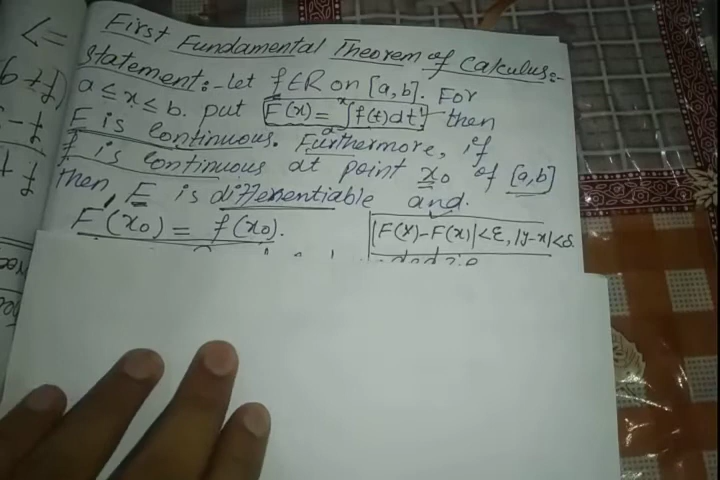 First Fundamental Theorem of Calculus:-
Statement:- Let f∈R on [a,b]. For
a ≤ x ≤ b. put F(x) = ∫ₐˣ f(t)dt, then
F is continuous. Furthermore, if
f is continuous at point x₀ of [a,b]
then F is differentiable and.
F'(x₀) = f(x₀).
|F(y)-F(x)|<ε, |y-x|<δ.